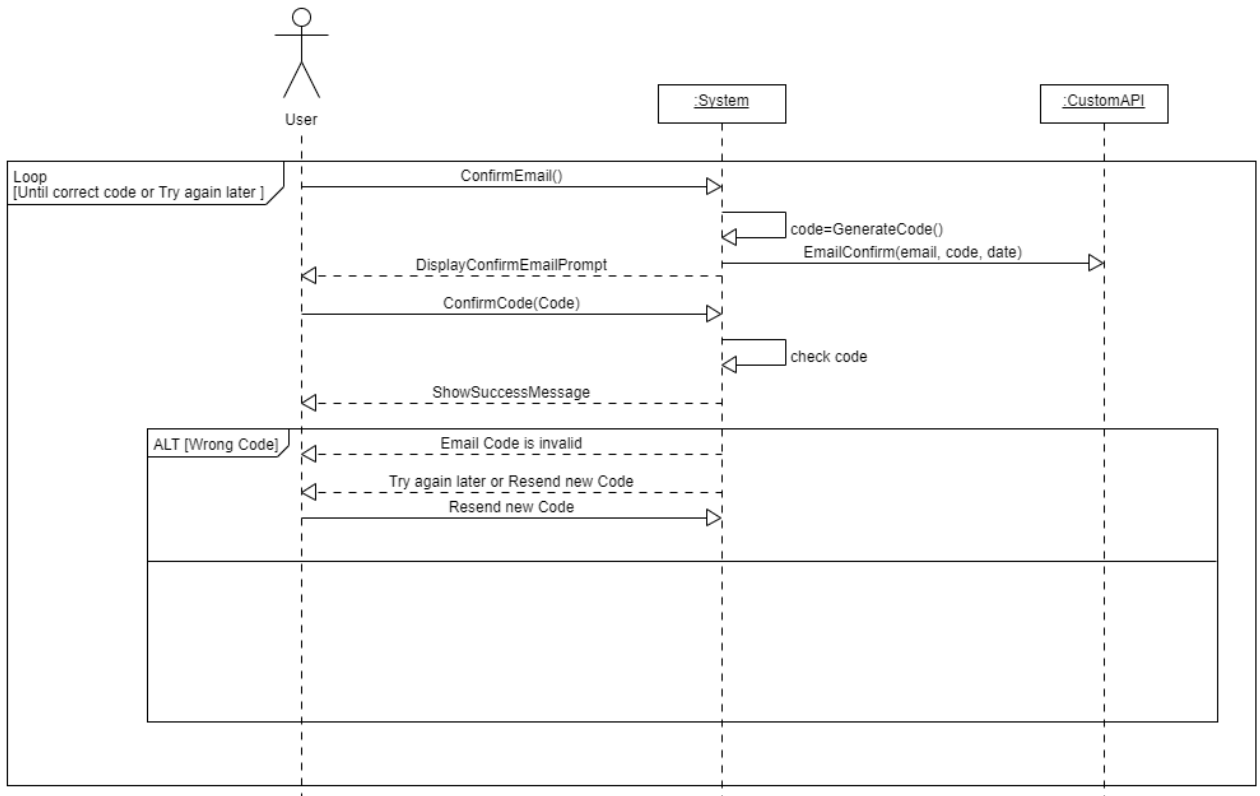 User
:System
:CustomAPI
Loop
[Until correct code or Try again later ]
ConfirmEmail()
code=GenerateCode()
EmailConfirm(email, code, date)
DisplayConfirmEmailPrompt
ConfirmCode(Code)
check code
ShowSuccessMessage
ALT [Wrong Code]
Email Code is invalid
Try again later or Resend new Code
Resend new Code